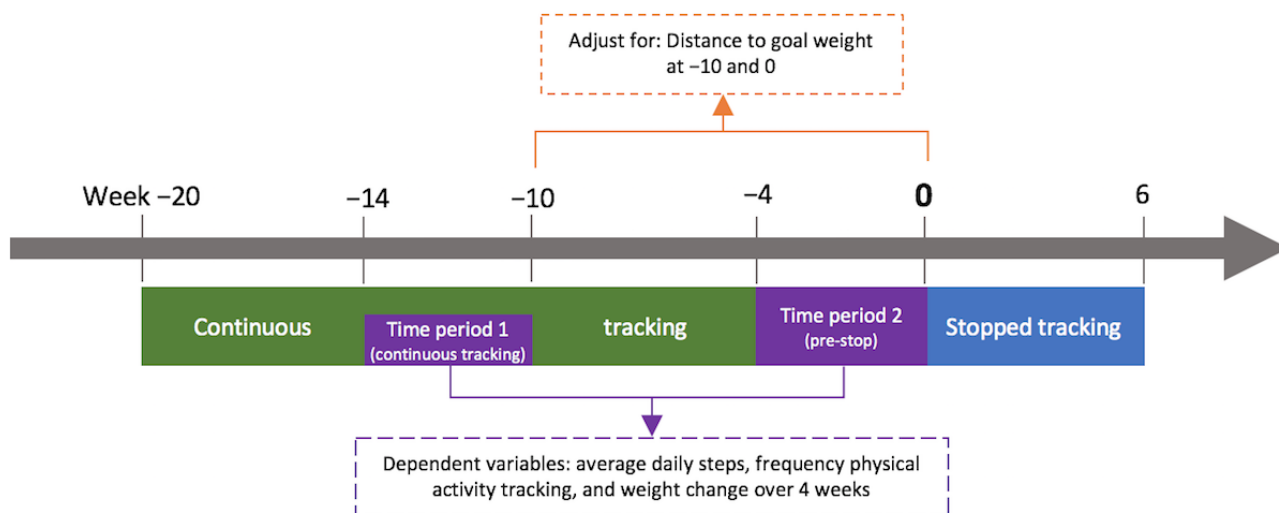 Adjust for: Distance to goal weight
at −10 and 0
Week −20
−14
−10
−4
0
6
Continuous
Time period 1
(continuous tracking)
tracking
Time period 2
(pre-stop)
Stopped tracking
Dependent variables: average daily steps, frequency physical
activity tracking, and weight change over 4 weeks